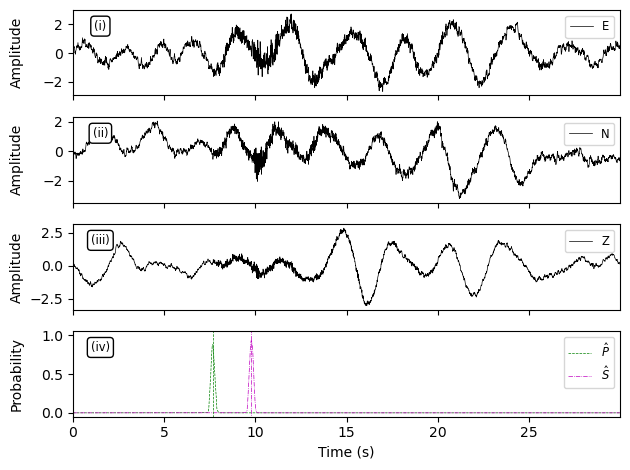 Amplitude
2
0
−2
(i)
E
Amplitude
2
0
−2
(ii)
N
Amplitude
2.5
0.0
−2.5
(iii)
Z
Probability
1.0
0.5
0.0
(iv)
P̂
Ŝ
0 5 10 15 20 25
Time (s)